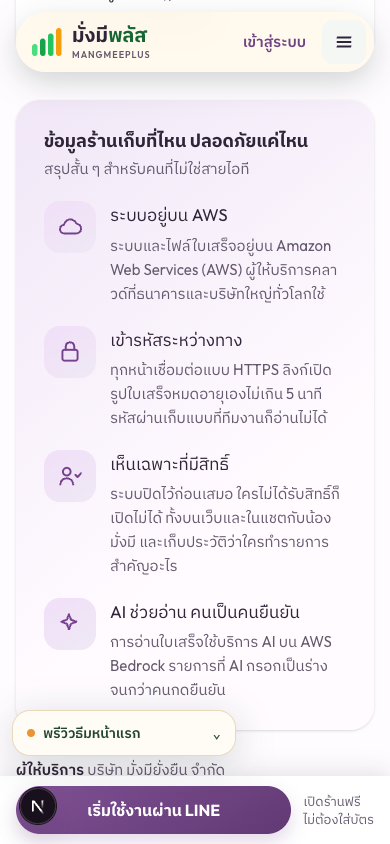 มั่งมีพลัส
MANGMEEPLUS
เข้าสู่ระบบ
ข้อมูลร้านเก็บที่ไหน ปลอดภัยแค่ไหน
สรุปสั้น ๆ สำหรับคนที่ไม่ใช่สายไอที
ระบบอยู่บน AWS
ระบบและไฟล์ใบเสร็จอยู่บน Amazon
Web Services (AWS) ผู้ให้บริการคลา
วด์ที่ธนาคารและบริษัทใหญ่ทั่วโลกใช้
เข้ารหัสระหว่างทาง
ทุกหน้าเชื่อมต่อแบบ HTTPS ลิงก์เปิด
รูปใบเสร็จหมดอายุเองไม่เกิน 5 นาที
รหัสผ่านเก็บแบบที่ทีมงานก็อ่านไม่ได้
เห็นเฉพาะที่มีสิทธิ์
ระบบปิดไว้ก่อนเสมอ ใครไม่ได้รับสิทธิ์ก็
เปิดไม่ได้ ทั้งบนเว็บและในแชตกับน้อง
มั่งมี และเก็บประวัติว่าใครทำรายการ
สำคัญอะไร
AI ช่วยอ่าน คนเป็นคนยืนยัน
การอ่านใบเสร็จใช้บริการ AI บน AWS
Bedrock รายการที่ AI กรอกเป็นร่าง
จนกว่าคนกดยืนยัน
พรีวิวธีมหน้าแรก
ผู้ให้บริการ บริษัท มั่งมียั่งยืน จำกัด
N
เริ่มใช้งานผ่าน LINE
เปิดร้านฟรี
ไม่ต้องใส่บัตร